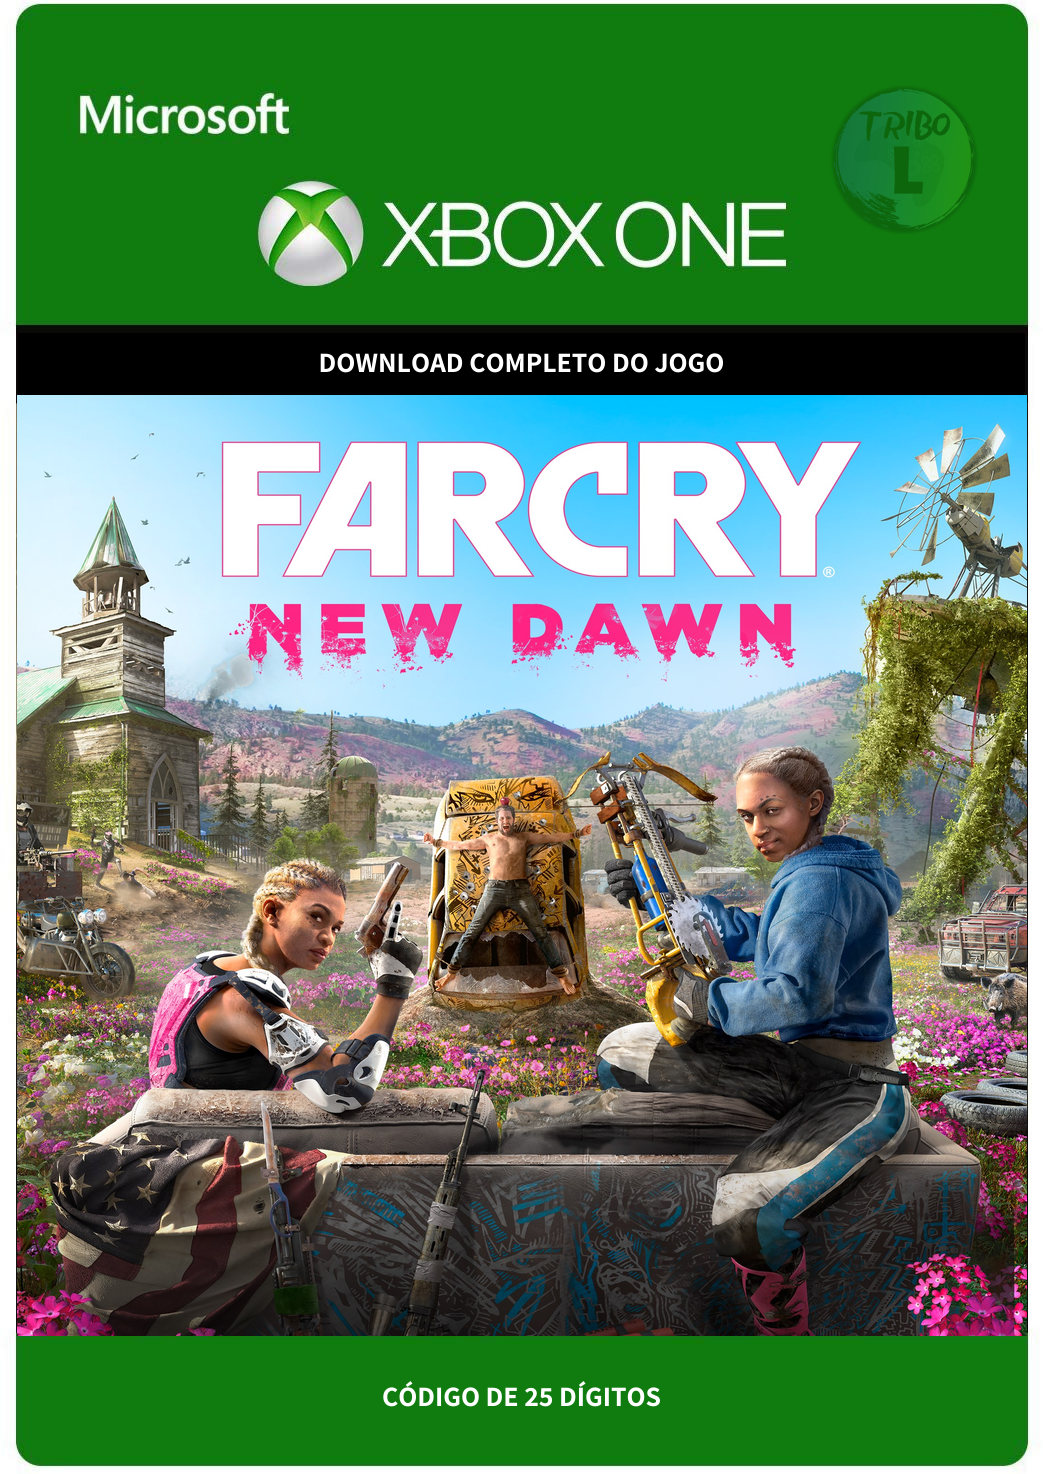 Microsoft
TRIBO
L
XBOX ONE
DOWNLOAD COMPLETO DO JOGO
FARCRY®
NEW DAWN
CÓDIGO DE 25 DÍGITOS